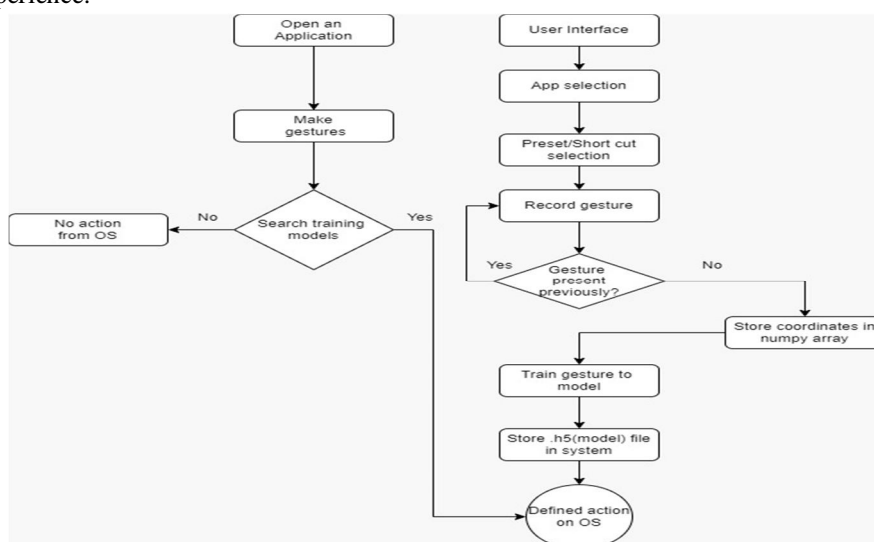 Open an
Application
User Interface
App selection
Make
gestures
Preset/Short cut
selection
Record gesture
No action
from OS
No
Search training
models
Yes
Yes
Gesture
present
previously?
No
Store coordinates in
numpy array
Train gesture to
model
Store .h5(model) file
in system
Defined action
on OS